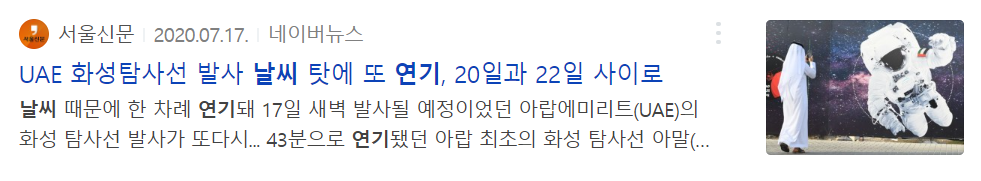 서울신문 2020.07.17. 네이버뉴스
UAE 화성탐사선 발사 날씨 탓에 또 연기, 20일과 22일 사이로
날씨 때문에 한 차례 연기돼 17일 새벽 발사될 예정이었던 아랍에미리트(UAE)의
화성 탐사선 발사가 또다시... 43분으로 연기됐던 아랍 최초의 화성 탐사선 아말(...